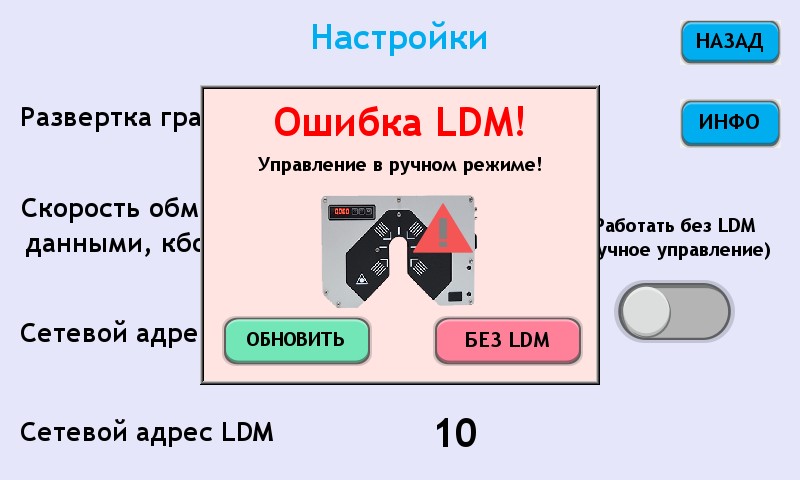 Настройки
НАЗАД
Развертка гра
ИНФО
Ошибка LDM!
Управление в ручном режиме!
Скорость обм
данными, кбо
Работать без LDM
учное управление)
Сетевой адре
ОБНОВИТЬ
БЕЗ LDM
Сетевой адрес LDM
10